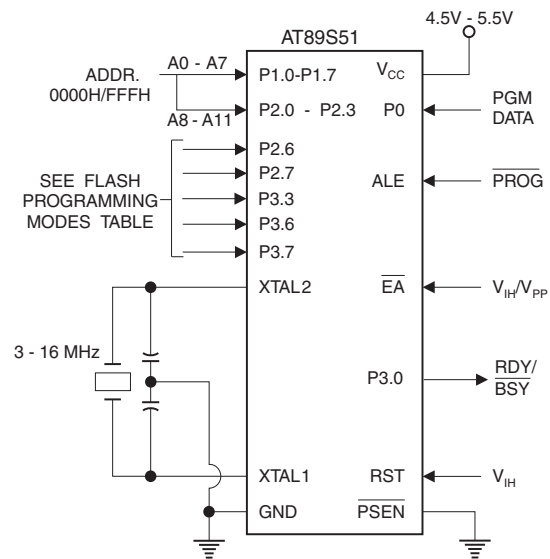 4.5V - 5.5V
AT89S51
ADDR.
0000H/FFFH
A0 - A7
A8 - A11
P1.0-P1.7
P2.0 - P2.3
P2.6
P2.7
P3.3
P3.6
P3.7
SEE FLASH
PROGRAMMING
MODES TABLE
XTAL2
3 - 16 MHz
XTAL1
GND
VCC
P0
PGM
DATA
ALE
PROG
EA
VIH/VPP
P3.0
RDY/
BSY
RST
VIH
PSEN